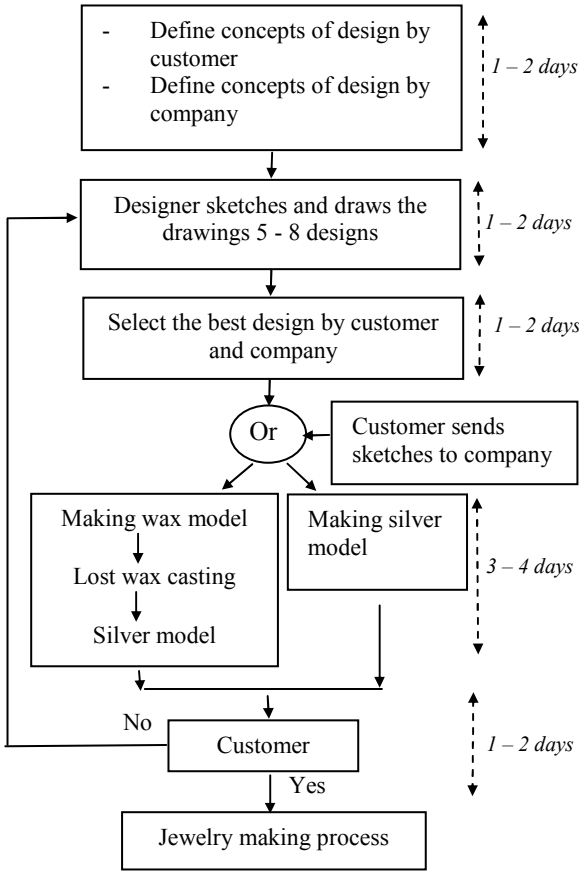 - Define concepts of design by
customer
- Define concepts of design by
company
1 – 2 days
Designer sketches and draws the
drawings 5 - 8 designs
1 – 2 days
Select the best design by customer
and company
1 – 2 days
Or
Customer sends
sketches to company
Making wax model
Lost wax casting
Silver model
Making silver
model
3 – 4 days
No
Customer
1 – 2 days
Yes
Jewelry making process